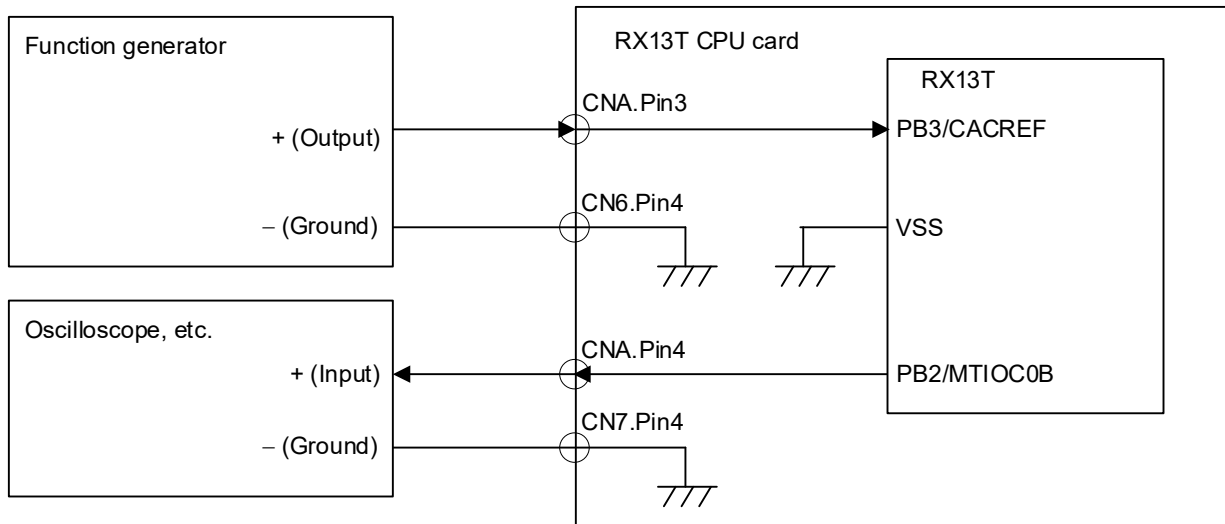 Function generator
RX13T CPU card
RX13T
CNA.Pin3
+ (Output)
PB3/CACREF
CN6.Pin4
− (Ground)
VSS
Oscilloscope, etc.
CNA.Pin4
+ (Input)
PB2/MTIOC0B
CN7.Pin4
− (Ground)